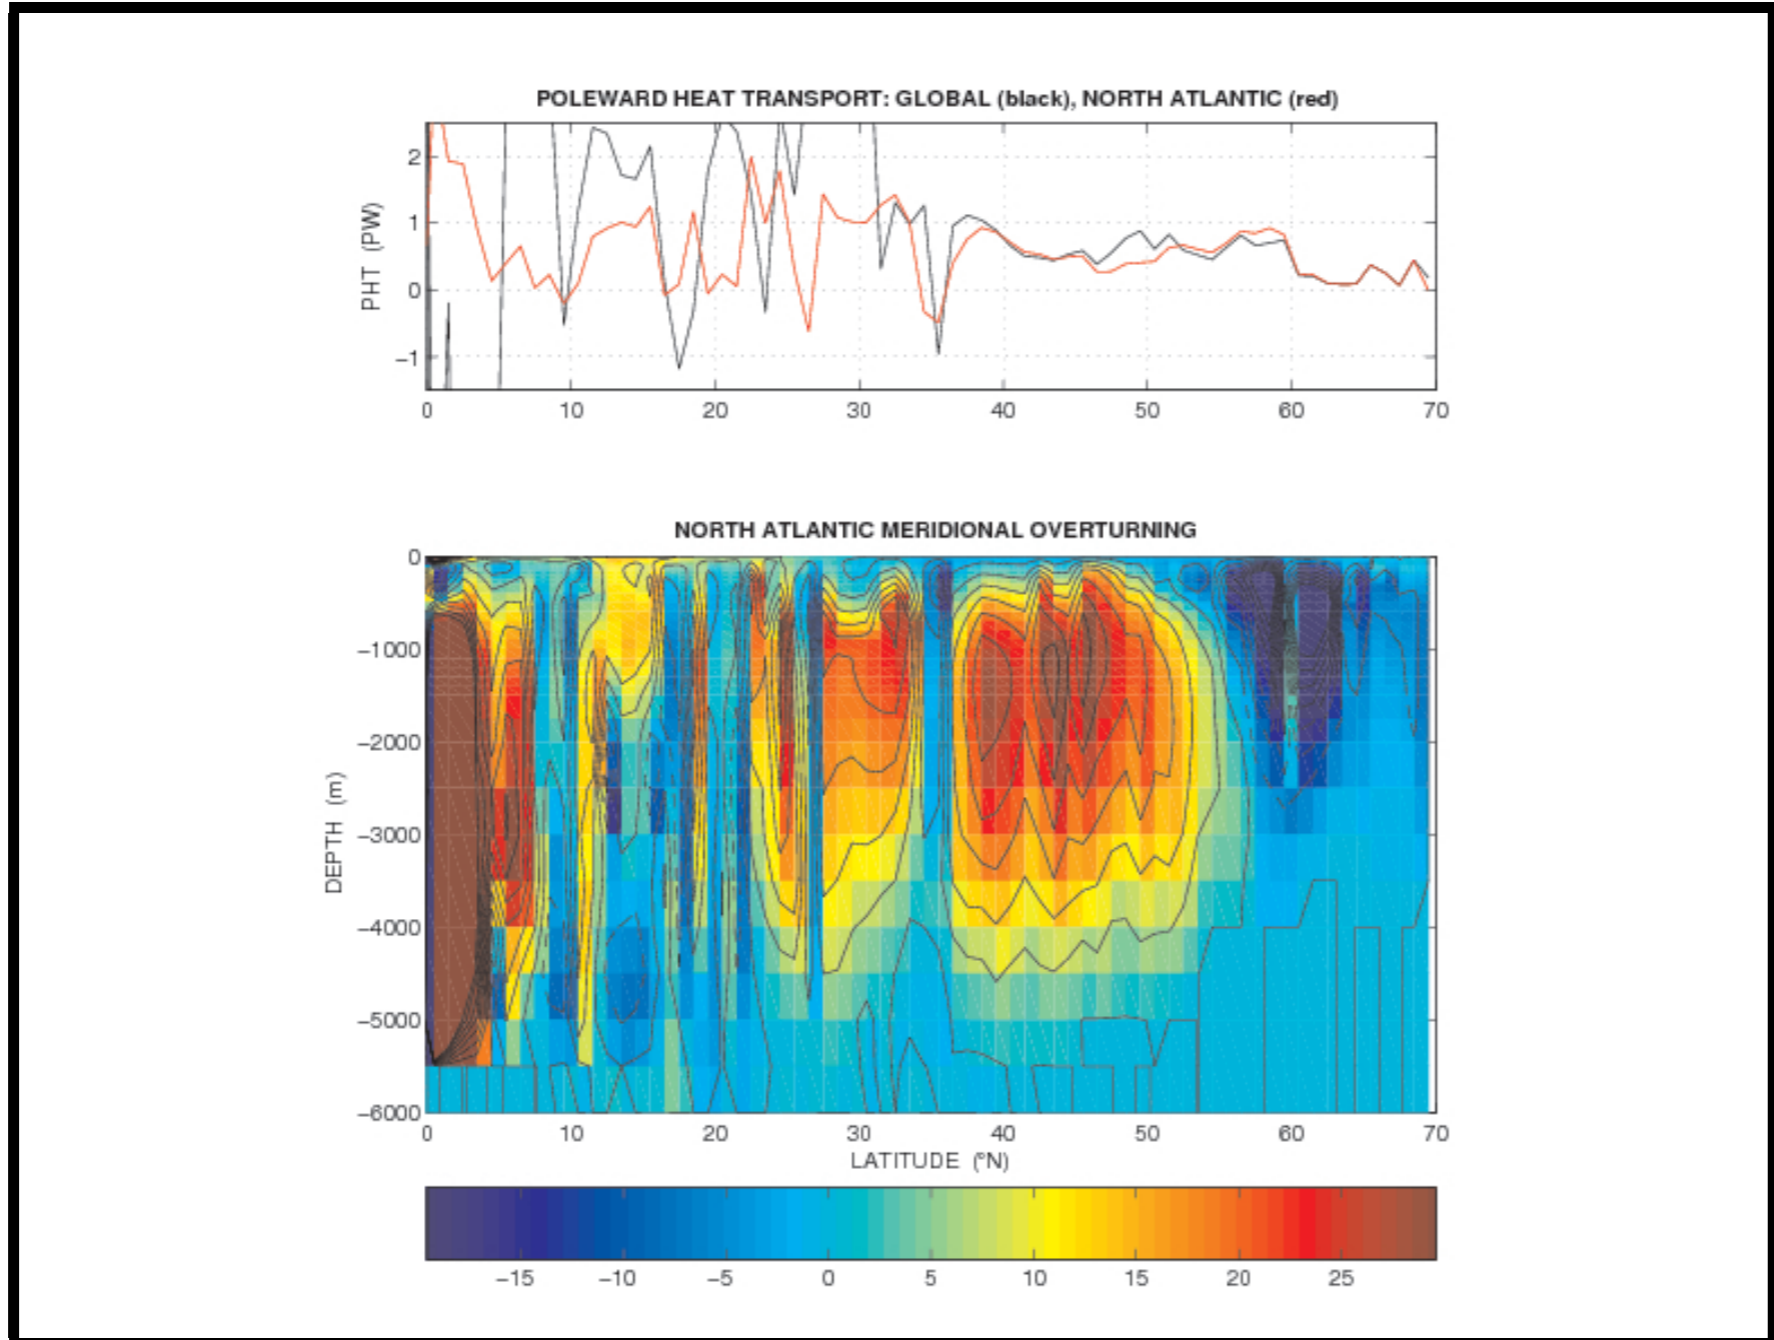 POLEWARD HEAT TRANSPORT: GLOBAL (black), NORTH ATLANTIC (red)
2
1
0
−1
PHT (PW)
0 10 20 30 40 50 60 70
NORTH ATLANTIC MERIDIONAL OVERTURNING
0
−1000
−2000
−3000
−4000
−5000
−6000
DEPTH (m)
0 10 20 30 40 50 60 70
LATITUDE (°N)
−15 −10 −5 0 5 10 15 20 25